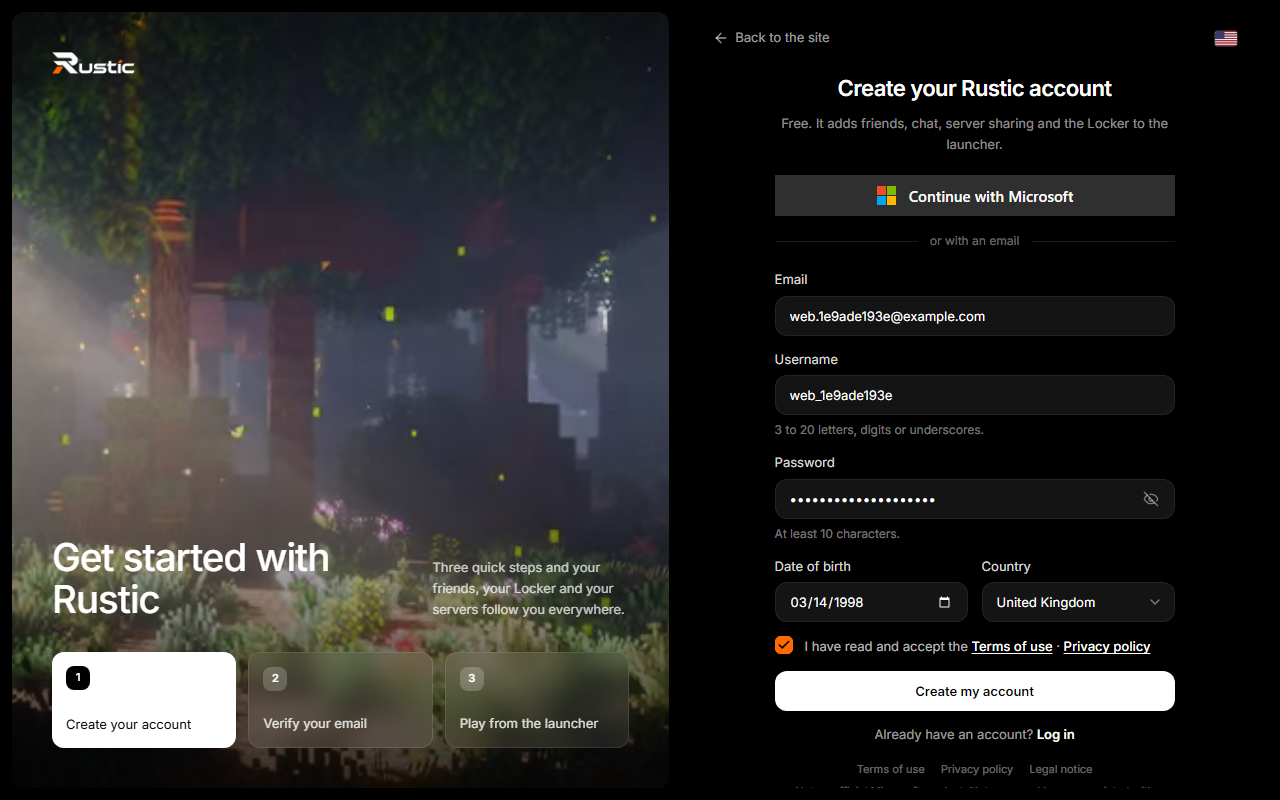 Rustic
Get started with
Rustic
Three quick steps and your
friends, your Locker and your
servers follow you everywhere.
1
Create your account
2
Verify your email
3
Play from the launcher
Back to the site
Create your Rustic account
Free. It adds friends, chat, server sharing and the Locker to the
launcher.
Continue with Microsoft
or with an email
Email
web.1e9ade193e@example.com
Username
web_1e9ade193e
3 to 20 letters, digits or underscores.
Password
••••••••••••••••••••
At least 10 characters.
Date of birth
Country
03/14/1998
United Kingdom
I have read and accept the Terms of use · Privacy policy
Create my account
Already have an account? Log in
Terms of use Privacy policy Legal notice